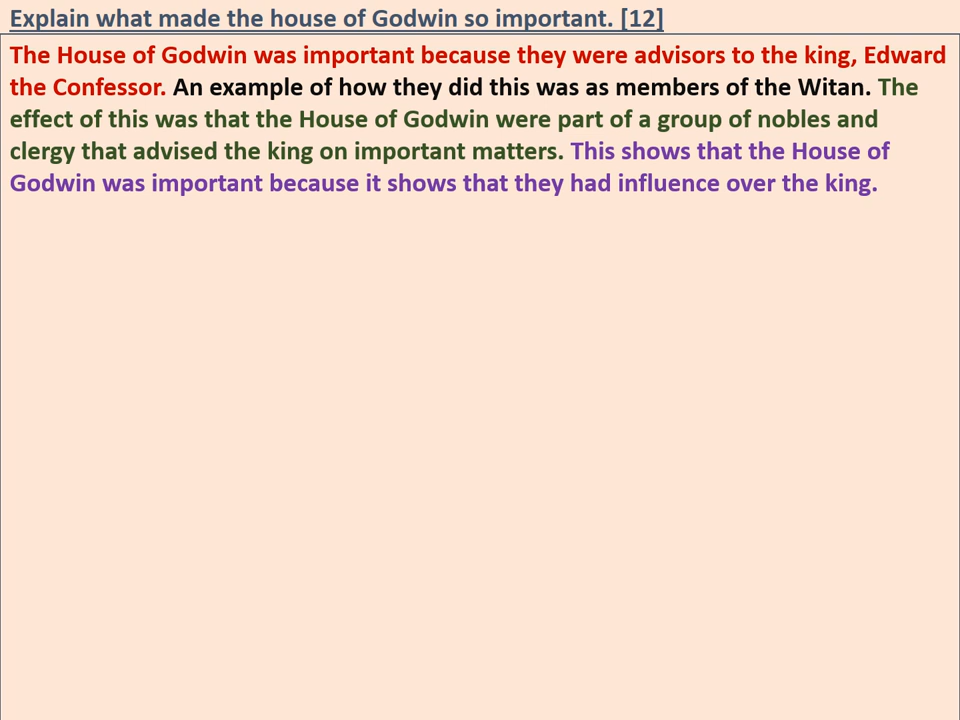 Explain what made the house of Godwin so important. [12]
The House of Godwin was important because they were advisors to the king, Edward
the Confessor. An example of how they did this was as members of the Witan. The
effect of this was that the House of Godwin were part of a group of nobles and
clergy that advised the king on important matters. This shows that the House of
Godwin was important because it shows that they had influence over the king.